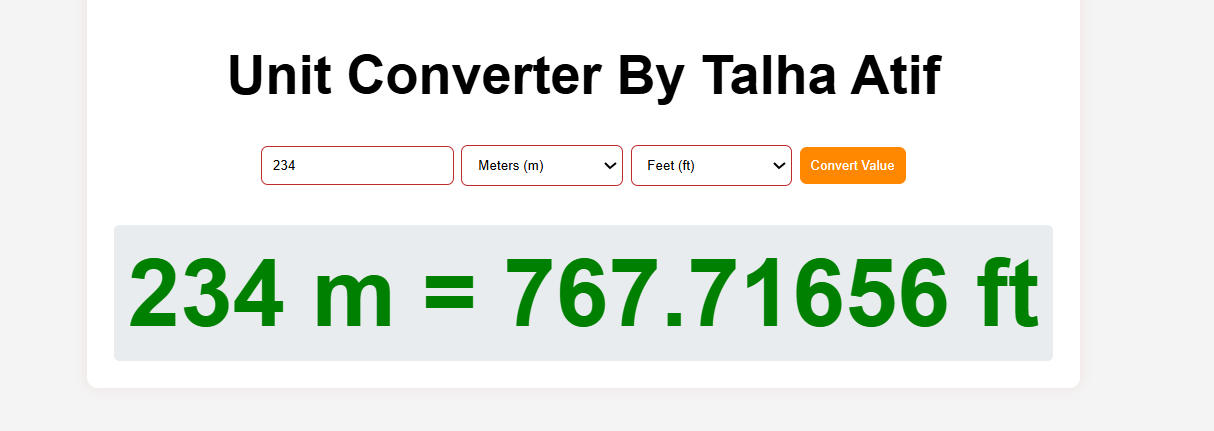 Unit Converter By Talha Atif
234 Meters (m) Feet (ft) Convert Value
234 m = 767.71656 ft